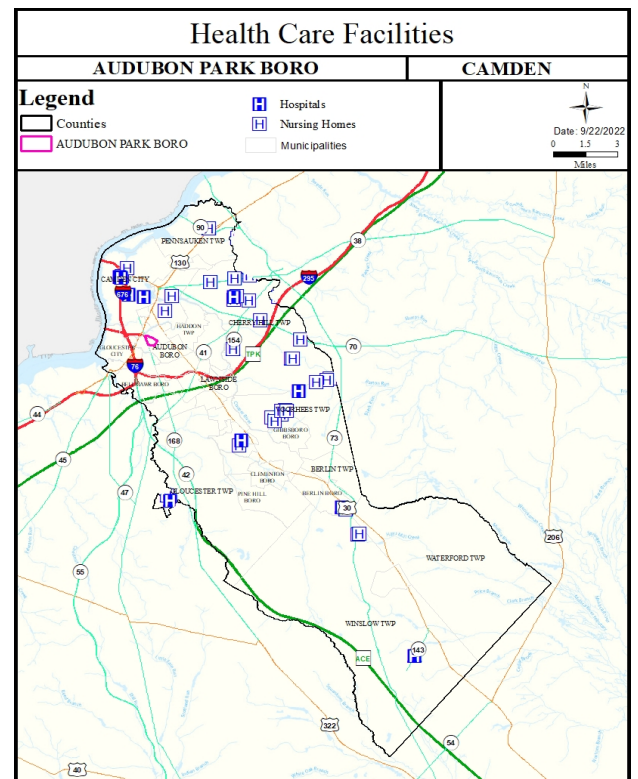 Health Care Facilities
AUDUBON PARK BORO
CAMDEN
Legend
Counties
AUDUBON PARK BORO
Hospitals
Nursing Homes
Municipalities
N
Date: 9/22/2022
0 1.5 3
Miles
90
PENNSAUKEN TWP
38
130
295
676
HADDON
TWP
CHERRY HILL TWP
GLOUCESTER
CITY
AUDUBON
BORO
154
41
TPK
70
76
LAWNSIDE
BORO
44
VOORHEES TWP
GIBBSBORO
BORO
168
73
45
42
BERLIN TWP
CLEMENTON
BORO
47
GLOUCESTER TWP
PINE HILL
BORO
BERLIN BORO
30
206
WATERFORD TWP
55
WINSLOW TWP
143
ACE
322
54
40